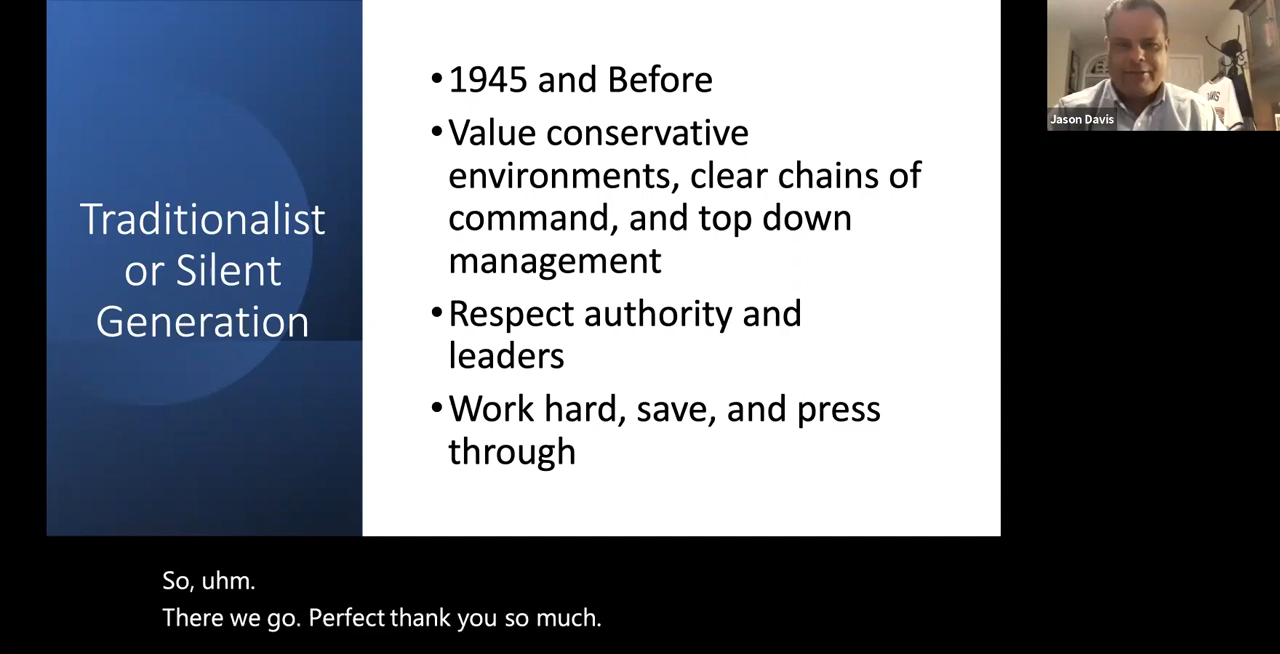 Traditionalist
or Silent
Generation
•1945 and Before
•Value conservative
environments, clear chains of
command, and top down
management
•Respect authority and
leaders
•Work hard, save, and press
through
Jason Davis
So, uhm.
There we go. Perfect thank you so much.